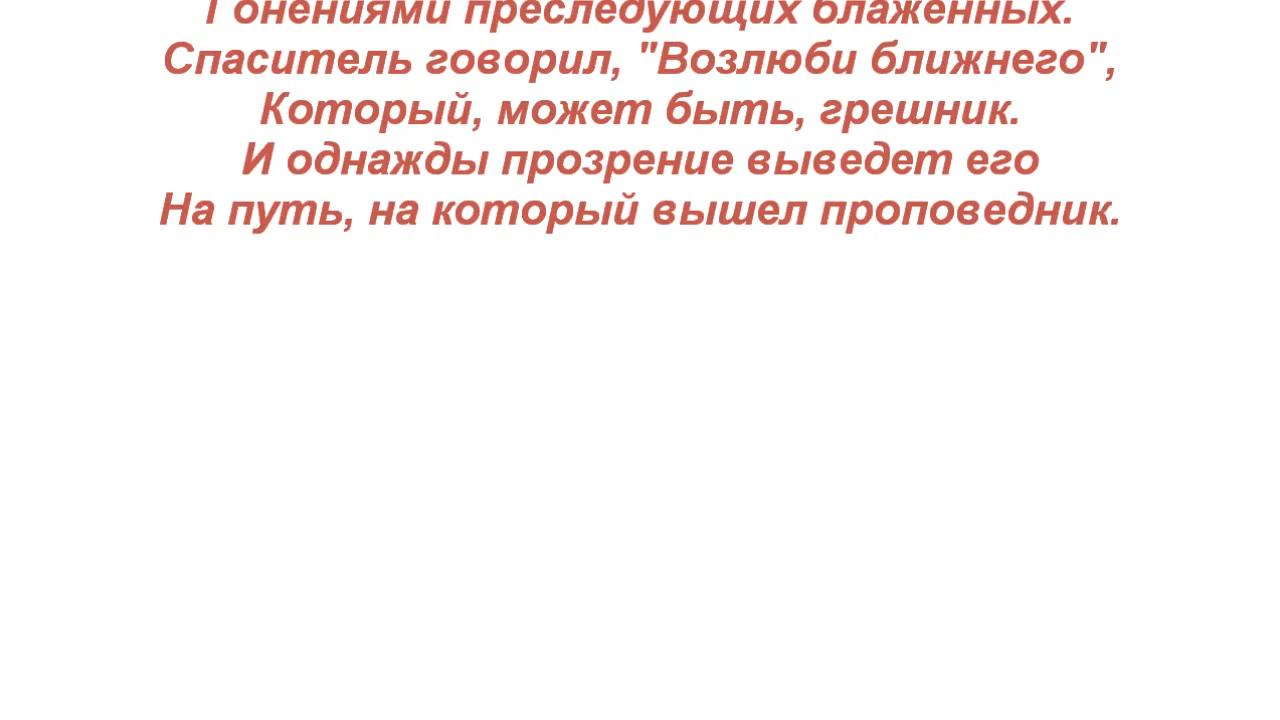 Гонениями преследующих блаженных.
Спаситель говорил, "Возлюби ближнего",
Который, может быть, грешник.
И однажды прозрение выведет его
На путь, на который вышел проповедник.